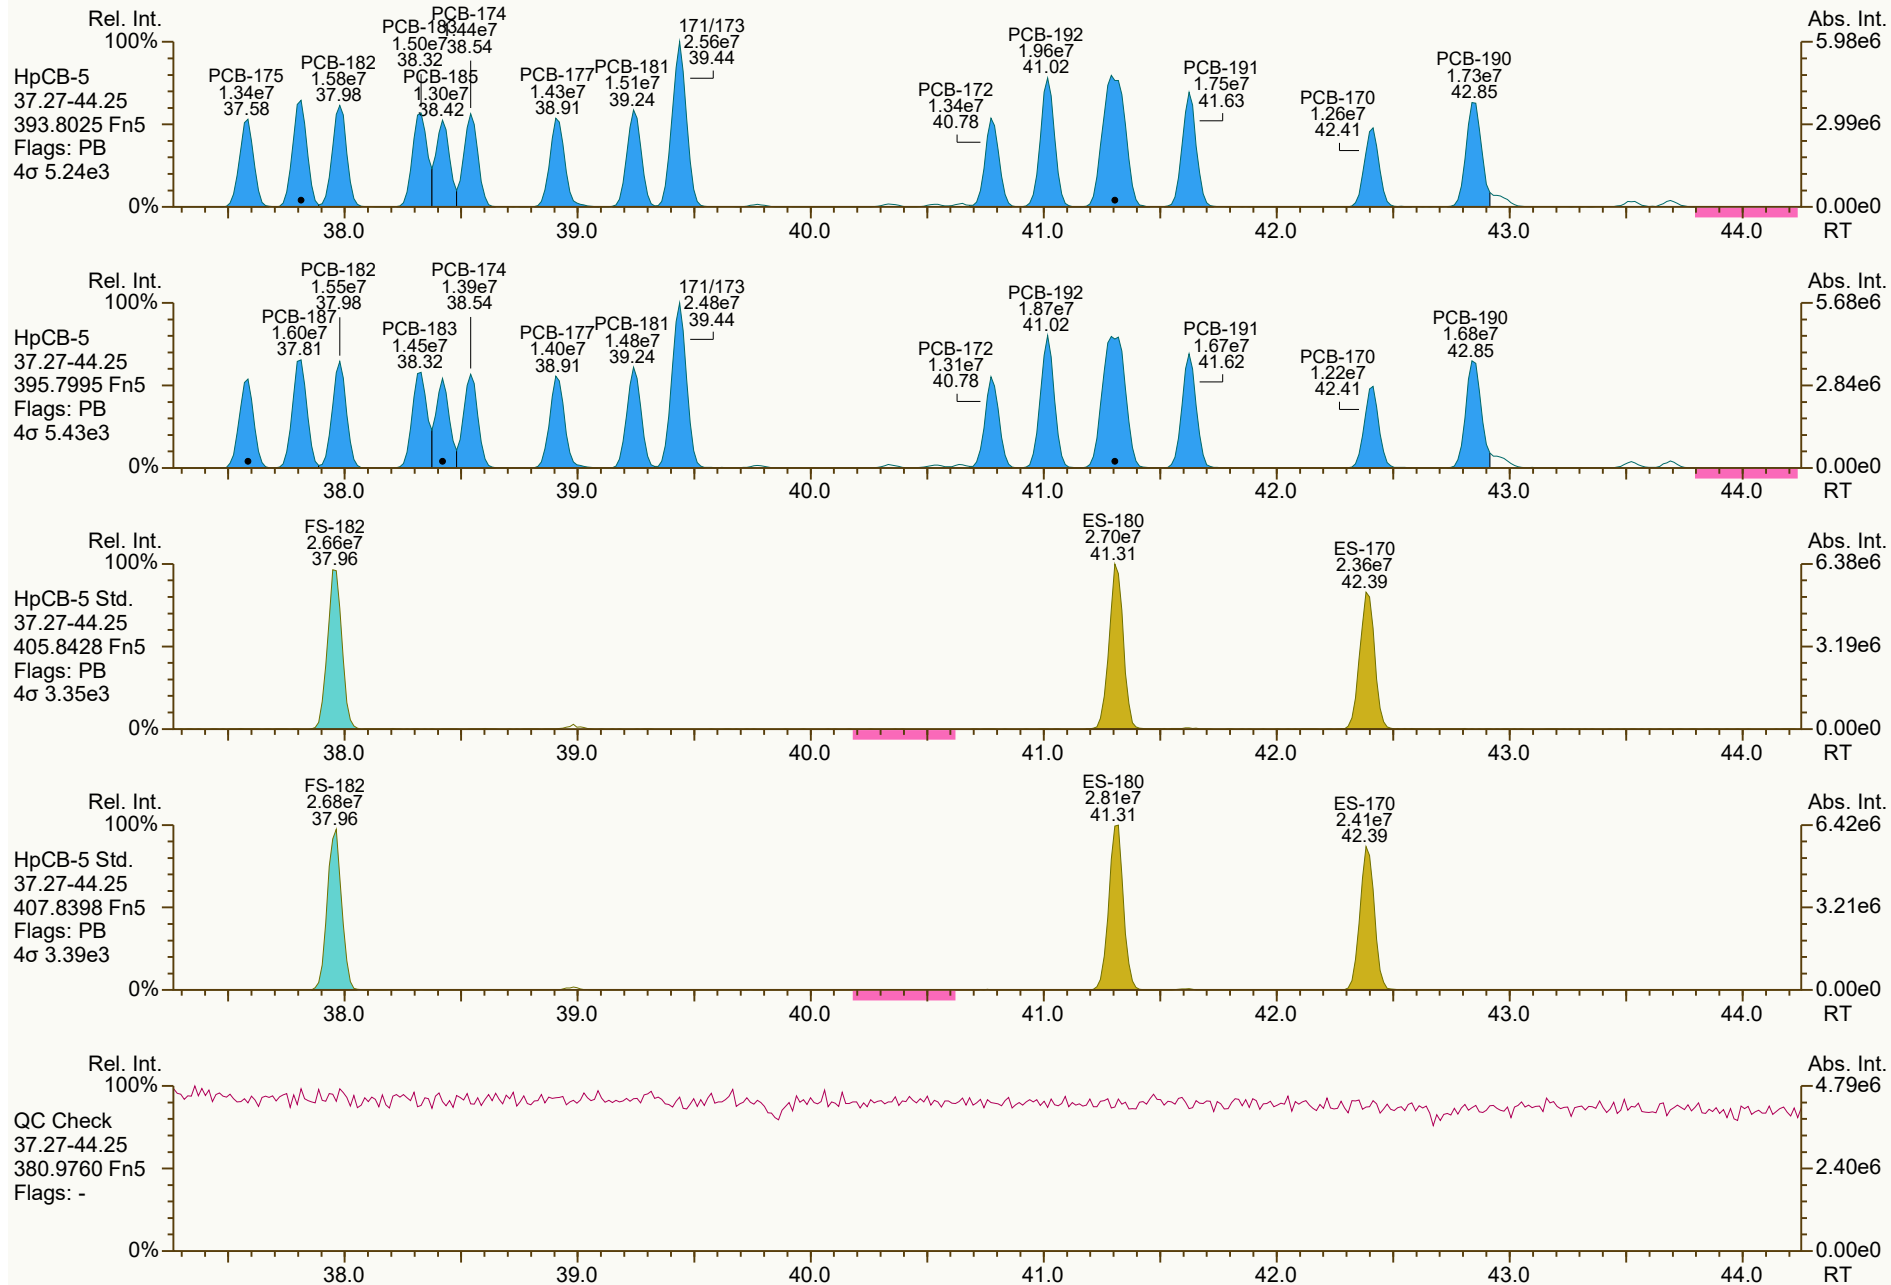 Rel. Int.
100%
0%
HpCB-5
37.27-44.25
393.8025 Fn5
Flags: PB
4σ 5.24e3
PCB-175
1.34e7
37.58
PCB-182
1.58e7
37.98
PCB-183
1.50e7
38.32
PCB-185
1.30e7
38.42
PCB-174
1.44e7
38.54
PCB-177
1.43e7
38.91
PCB-181
1.51e7
39.24
171/173
2.56e7
39.44
PCB-172
1.34e7
40.78
PCB-192
1.96e7
41.02
PCB-191
1.75e7
41.63
PCB-170
1.26e7
42.41
PCB-190
1.73e7
42.85
Abs. Int.
5.98e6
2.99e6
0.00e0
38.0 39.0 40.0 41.0 42.0 43.0 44.0 RT
Rel. Int.
100%
0%
HpCB-5
37.27-44.25
395.7995 Fn5
Flags: PB
4σ 5.43e3
PCB-187
1.60e7
37.81
PCB-182
1.55e7
37.98
PCB-183
1.45e7
38.32
PCB-174
1.39e7
38.54
PCB-177
1.40e7
38.91
PCB-181
1.48e7
39.24
171/173
2.48e7
39.44
PCB-172
1.31e7
40.78
PCB-192
1.87e7
41.02
PCB-191
1.67e7
41.62
PCB-170
1.22e7
42.41
PCB-190
1.68e7
42.85
Abs. Int.
5.68e6
2.84e6
0.00e0
38.0 39.0 40.0 41.0 42.0 43.0 44.0 RT
Rel. Int.
100%
0%
HpCB-5 Std.
37.27-44.25
405.8428 Fn5
Flags: PB
4σ 3.35e3
FS-182
2.66e7
37.96
ES-180
2.70e7
41.31
ES-170
2.36e7
42.39
Abs. Int.
6.38e6
3.19e6
0.00e0
38.0 39.0 40.0 41.0 42.0 43.0 44.0 RT
Rel. Int.
100%
0%
HpCB-5 Std.
37.27-44.25
407.8398 Fn5
Flags: PB
4σ 3.39e3
FS-182
2.68e7
37.96
ES-180
2.81e7
41.31
ES-170
2.41e7
42.39
Abs. Int.
6.42e6
3.21e6
0.00e0
38.0 39.0 40.0 41.0 42.0 43.0 44.0 RT
Rel. Int.
100%
0%
QC Check
37.27-44.25
380.9760 Fn5
Flags: -
Abs. Int.
4.79e6
2.40e6
0.00e0
38.0 39.0 40.0 41.0 42.0 43.0 44.0 RT